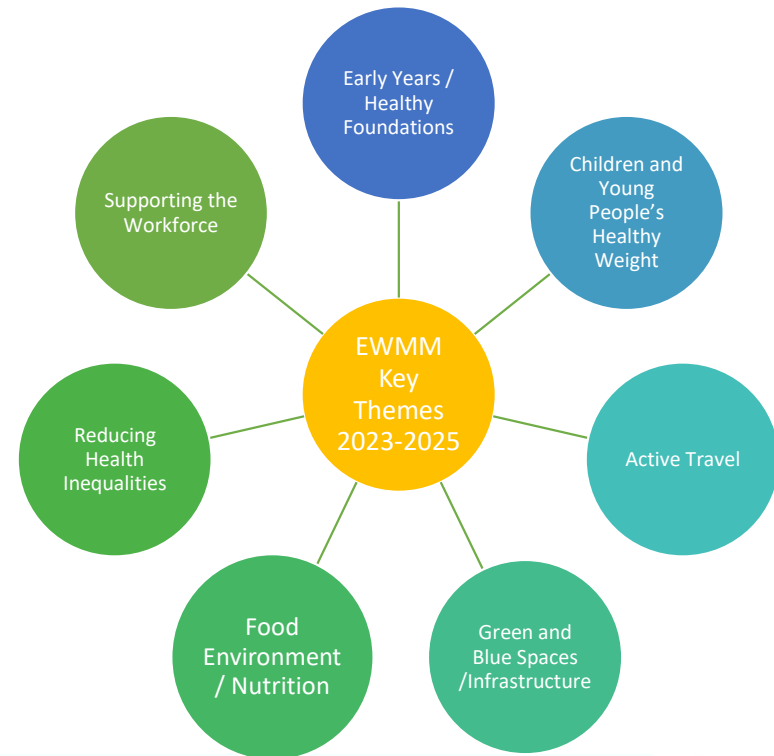 Early Years /
Healthy
Foundations
Children and
Young
People’s
Healthy
Weight
Active Travel
Green and
Blue Spaces
/Infrastructure
Food
Environment
/ Nutrition
Reducing
Health
Inequalities
Supporting the
Workforce
EWMM
Key
Themes
2023-2025